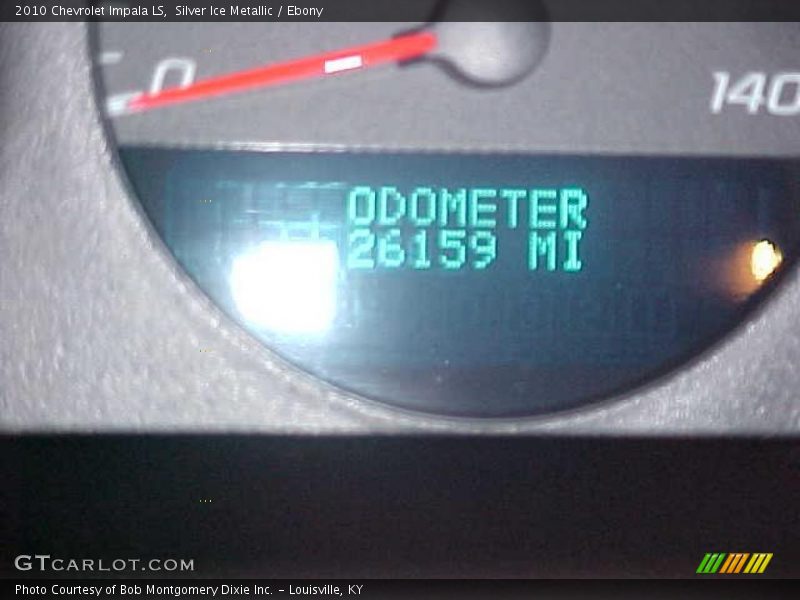 2010 Chevrolet Impala LS, Silver Ice Metallic / Ebony
0
140
ODOMETER
26159 MI
GTCARLOT.COM
Photo Courtesy of Bob Montgomery Dixie Inc. - Louisville, KY